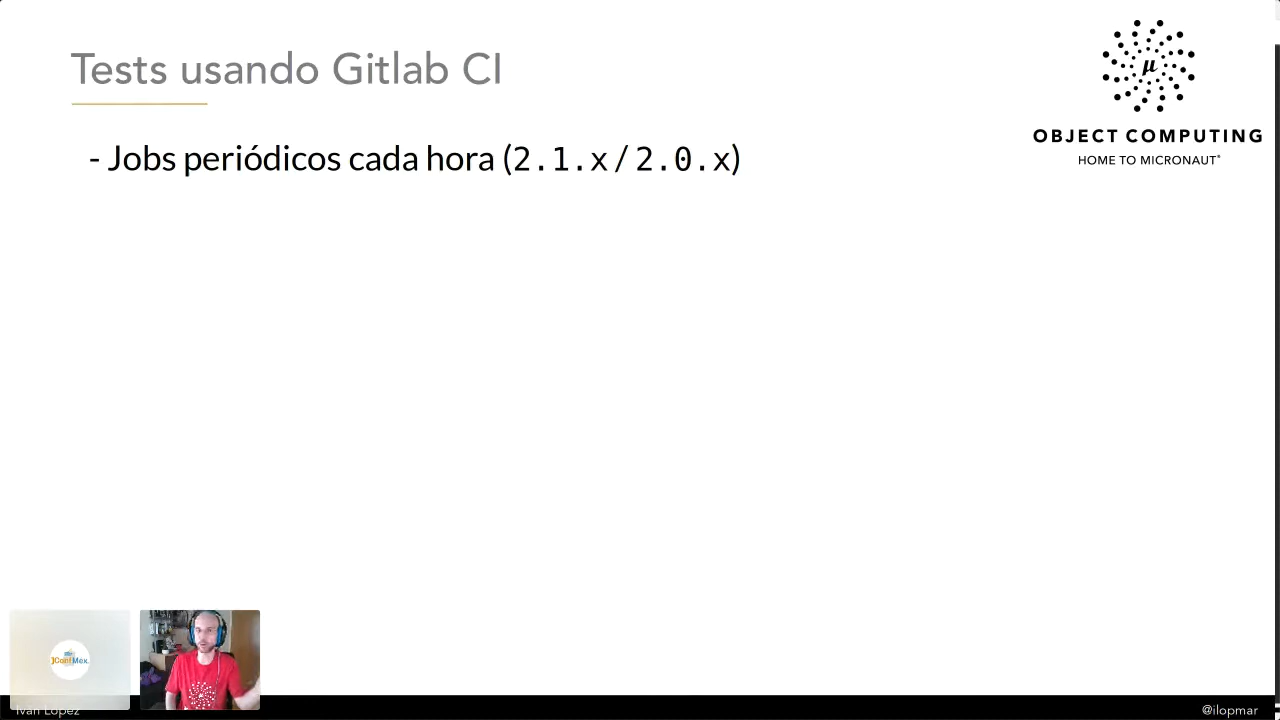 Tests usando Gitlab CI
μ
OBJECT COMPUTING
HOME TO MICRONAUT®
- Jobs periódicos cada hora (2.1.x / 2.0.x)
JConfMex
Iván López
@ilopmar